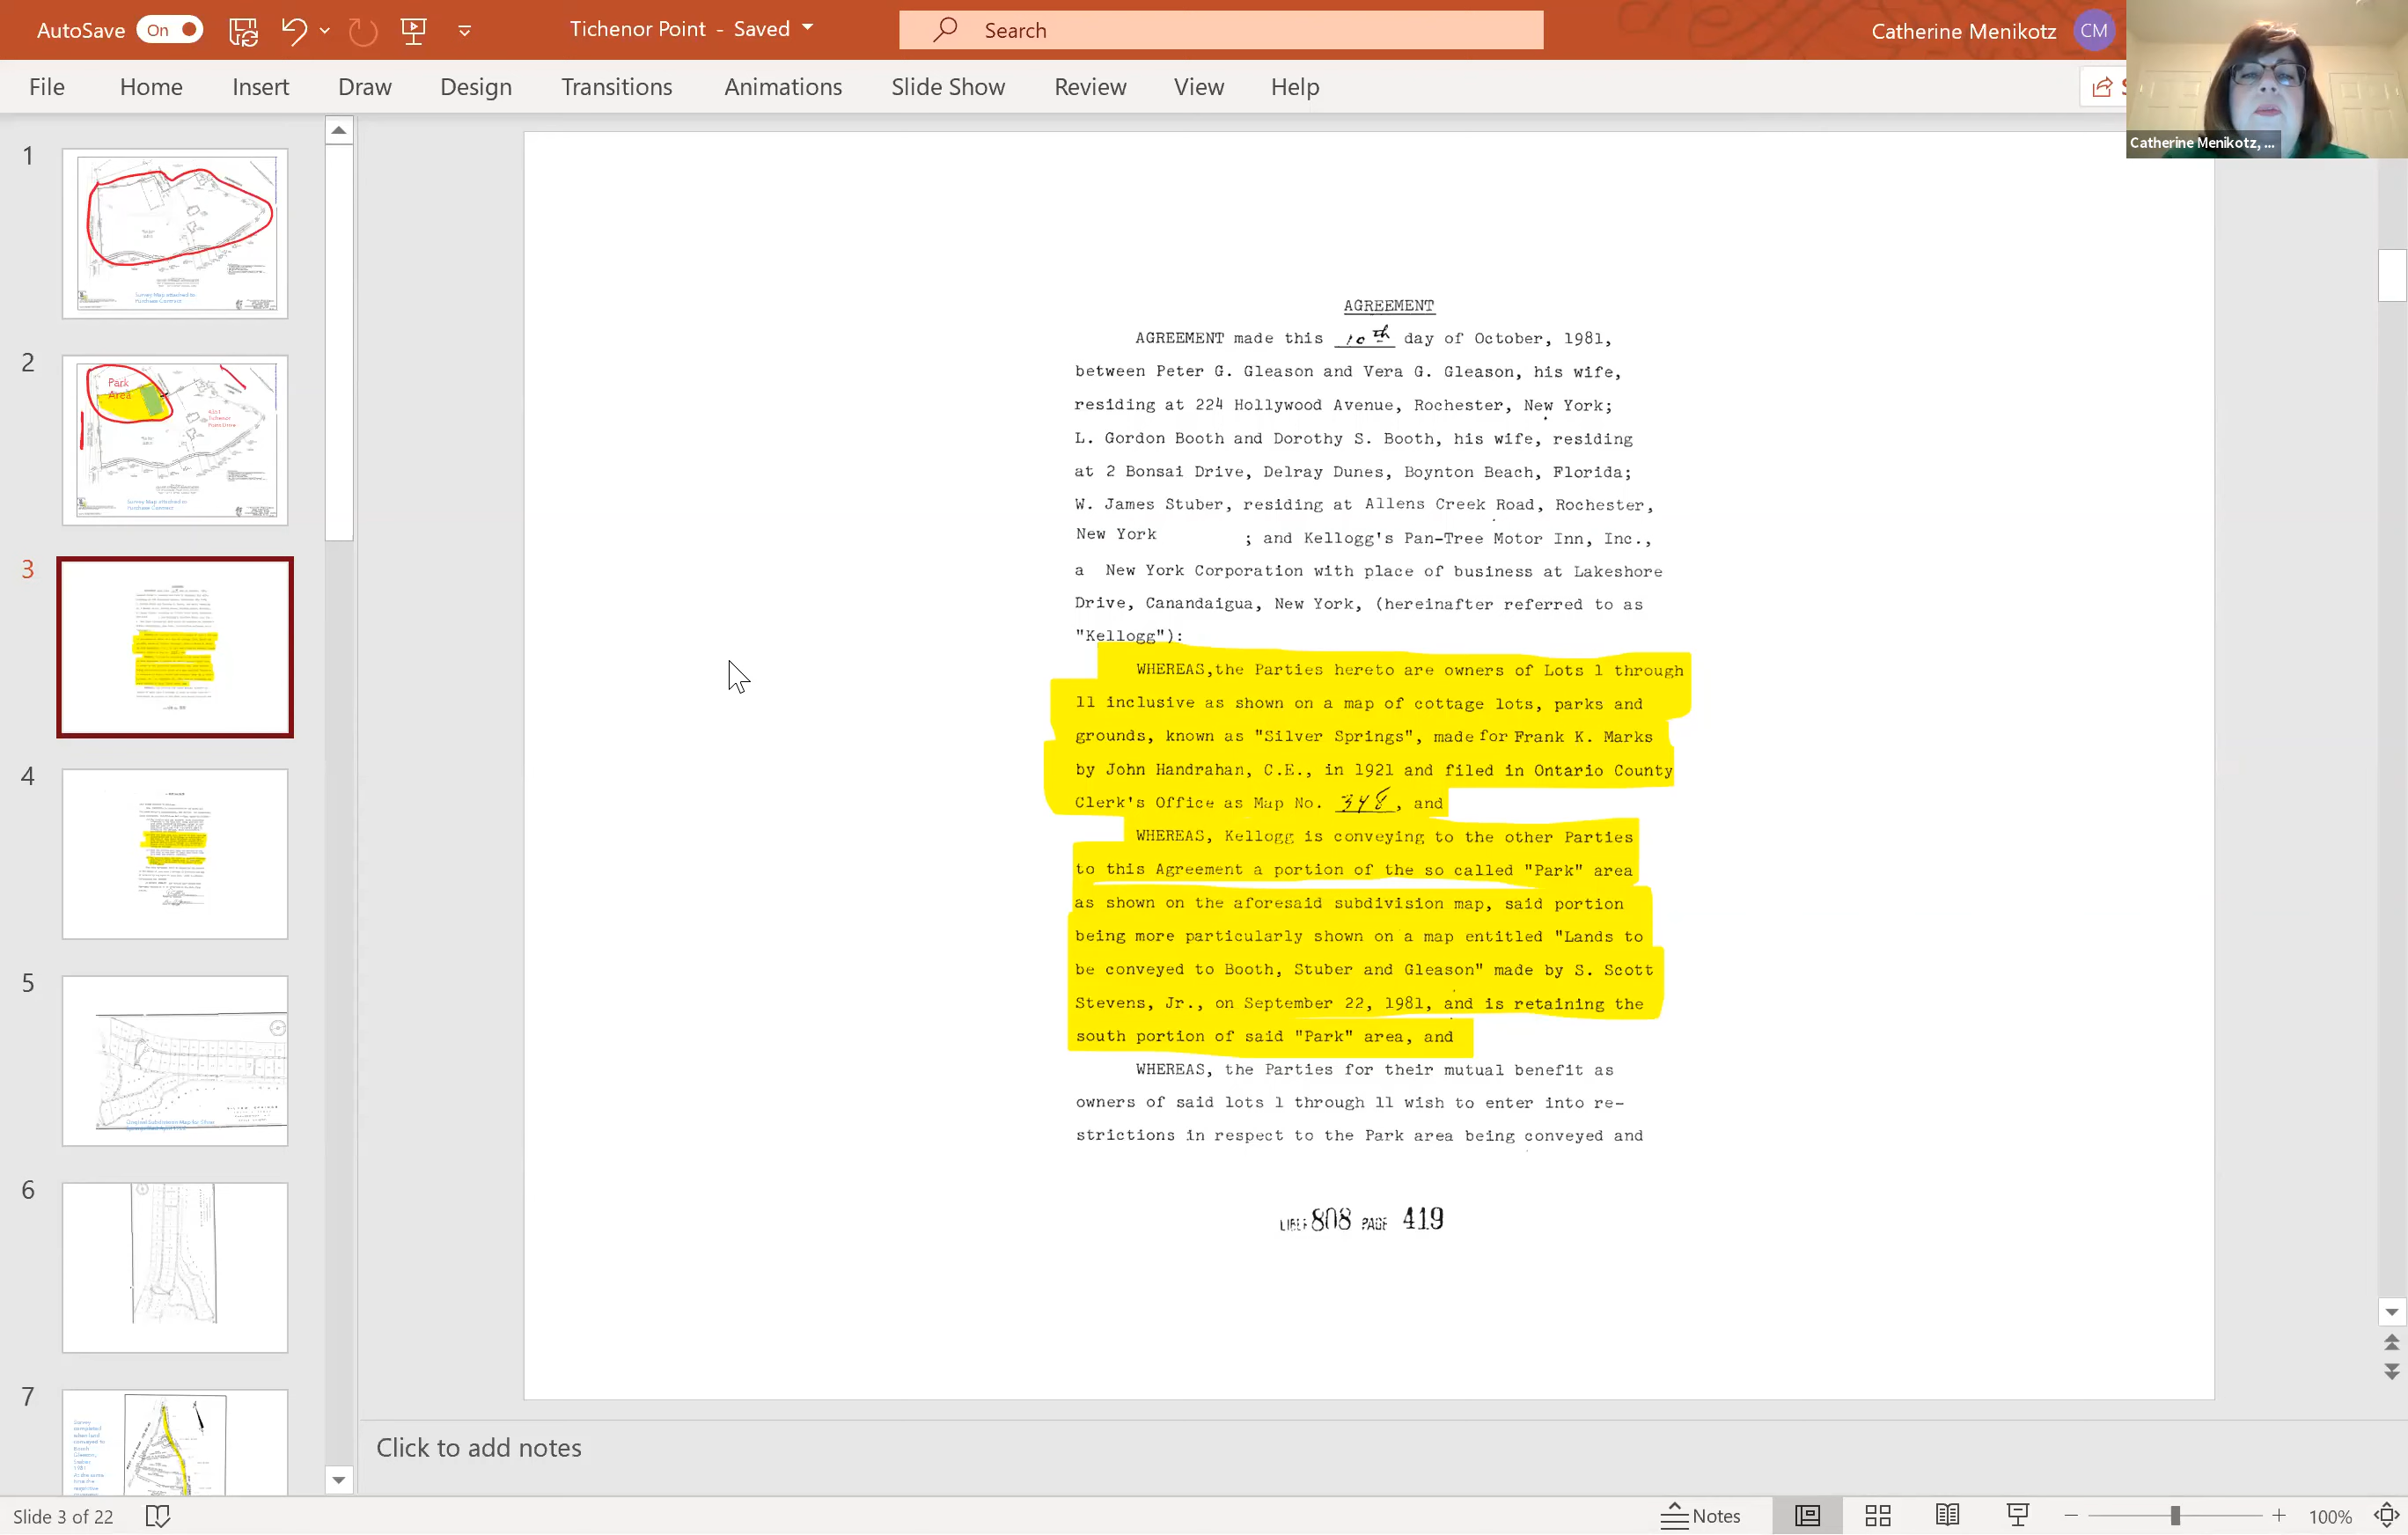 AutoSave On
Tichenor Point - Saved
Search
Catherine Menikotz CM
Catherine Menikotz, ...
File Home Insert Draw Design Transitions Animations Slide Show Review View Help
1
Survey Map attached to
Purchase Contract
2
Park
Area
Survey Map attached to
Purchase Contract
3
4
5
6
7
AGREEMENT
AGREEMENT made this 10th day of October, 1981,
between Peter G. Gleason and Vera G. Gleason, his wife,
residing at 224 Hollywood Avenue, Rochester, New York;
L. Gordon Booth and Dorothy S. Booth, his wife, residing
at 2 Bonsai Drive, Delray Dunes, Boynton Beach, Florida;
W. James Stuber, residing at Allens Creek Road, Rochester,
New York ; and Kellogg's Pan-Tree Motor Inn, Inc.,
a New York Corporation with place of business at Lakeshore
Drive, Canandaigua, New York, (hereinafter referred to as
"Kellogg"):
WHEREAS,the Parties hereto are owners of Lots 1 through
11 inclusive as shown on a map of cottage lots, parks and
grounds, known as "Silver Springs", made for Frank K. Marks
by John Handrahan, C.E., in 1921 and filed in Ontario County
Clerk's Office as Map No. 348, and
WHEREAS, Kellogg is conveying to the other Parties
to this Agreement a portion of the so called "Park" area
as shown on the aforesaid subdivision map, said portion
being more particularly shown on a map entitled "Lands to
be conveyed to Booth, Stuber and Gleason" made by S. Scott
Stevens, Jr., on September 22, 1981, and is retaining the
south portion of said "Park" area, and
WHEREAS, the Parties for their mutual benefit as
owners of said lots 1 through 11 wish to enter into re-
strictions in respect to the Park area being conveyed and
LIBER 808 PAGE 419
Click to add notes
Slide 3 of 22
Notes
100%